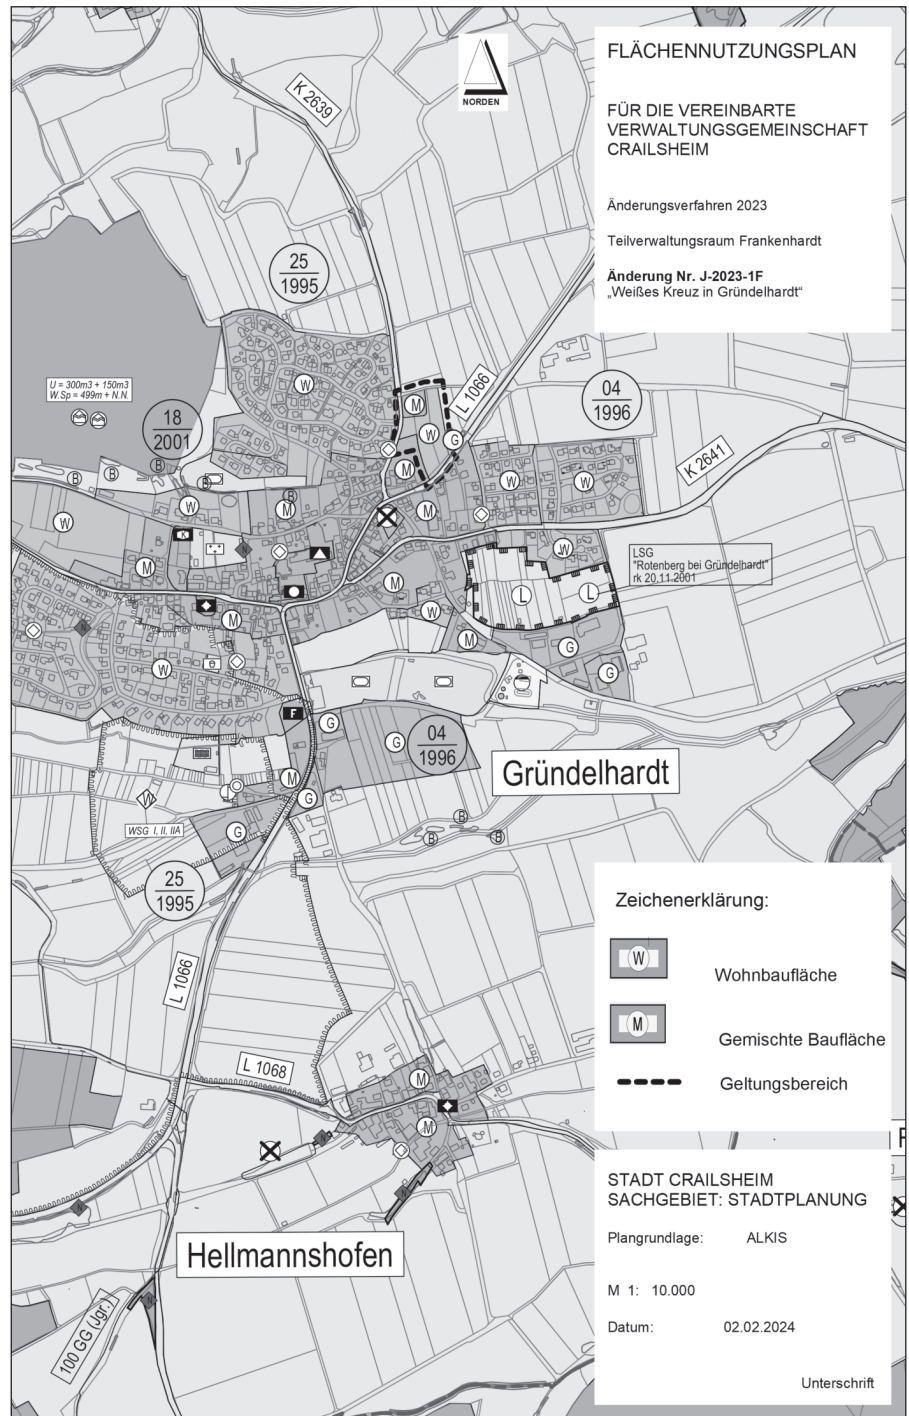 FLÄCHENNUTZUNGSPLAN
FÜR DIE VEREINBARTE
VERWALTUNGSGEMEINSCHAFT
CRAILSHEIM
Änderungsverfahren 2023
Teilverwaltungsraum Frankenhardt
Änderung Nr. J-2023-1F
„Weißes Kreuz in Gründelhardt“
NORDEN
K 2639
25
1995
U = 300m3 + 150m3
W.Sp = 499m + N.N.
18
2001
L 1066
04
1996
K 2641
W
M
W
G
M
B
B
B
B
W
M
M
W
W
W
K
N
M
W
LSG
"Rotenberg bei Gründelhardt"
rk 20.11.2001
L
L
M
W
M
M
N
W
G
G
F
G
G
04
1996
Gründelhardt
M
G
W
WSG I, II, IIA
G
B
B
B
25
1995
Zeichenerklärung:
W
Wohnbaufläche
M
Gemischte Baufläche
Geltungsbereich
L 1066
L 1068
M
M
N
N
N
N
Hellmannshofen
100 GG (Jgr.)
STADT CRAILSHEIM
SACHGEBIET: STADTPLANUNG
Plangrundlage: ALKIS
M 1: 10.000
Datum: 02.02.2024
Unterschrift